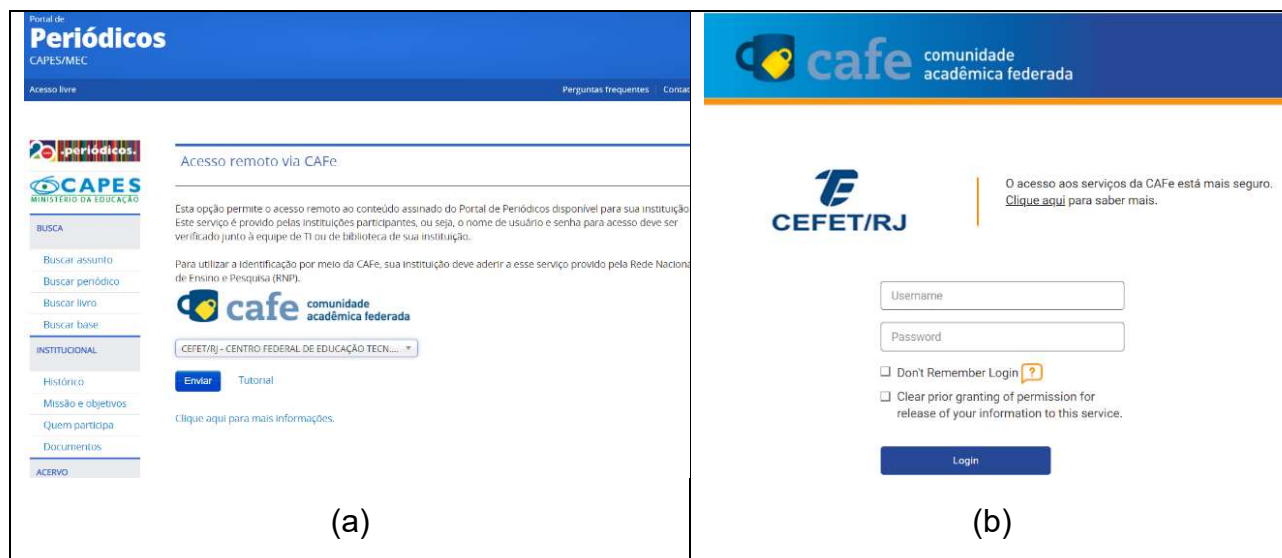 Portal de
Periódicos
CAPES/MEC
Acesso livre
Perguntas frequentes
.periódicos.
CAPES
MINISTÉRIO DA EDUCAÇÃO
BUSCA
Buscar assunto
Buscar periódico
Buscar livro
Buscar base
INSTITUCIONAL
Histórico
Missão e objetivos
Quem participa
Documentos
ACERVO
Acesso remoto via CAFe
Esta opção permite o acesso remoto ao conteúdo assinado do Portal de Periódicos disponível para sua instituição
Este serviço é provido pelas instituições participantes, ou seja, o nome de usuário e senha para acesso deve ser
verificado junto à equipe de TI ou de biblioteca de sua instituição.
Para utilizar a identificação por meio da CAFe, sua instituição deve aderir a esse serviço provido pela Rede Naciona
de Ensino e Pesquisa (RNP).
cafe comunidade
acadêmica federada
CEFET/RJ - CENTRO FEDERAL DE EDUCAÇÃO TECN....
Enviar Tutorial
Clique aqui para mais informações.
(a)
cafe comunidade
acadêmica federada
CEFET/RJ
O acesso aos serviços da CAFe está mais seguro.
Clique aqui para saber mais.
Username
Password
Don't Remember Login ?
Clear prior granting of permission for
release of your information to this service.
Login
(b)